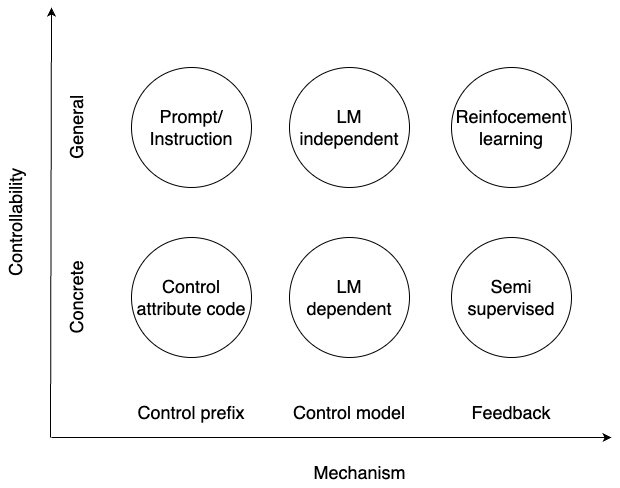 Controllability
General
Prompt/
Instruction
LM
independent
Reinfocement
learning
Concrete
Control
attribute code
LM
dependent
Semi
supervised
Control prefix
Control model
Feedback
Mechanism